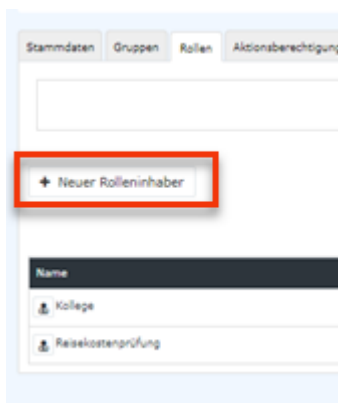 Stammdaten Gruppen Rollen Aktionsberechtigung
+ Neuer Rolleninhaber
Name
Kollege
Reisekostenprüfung